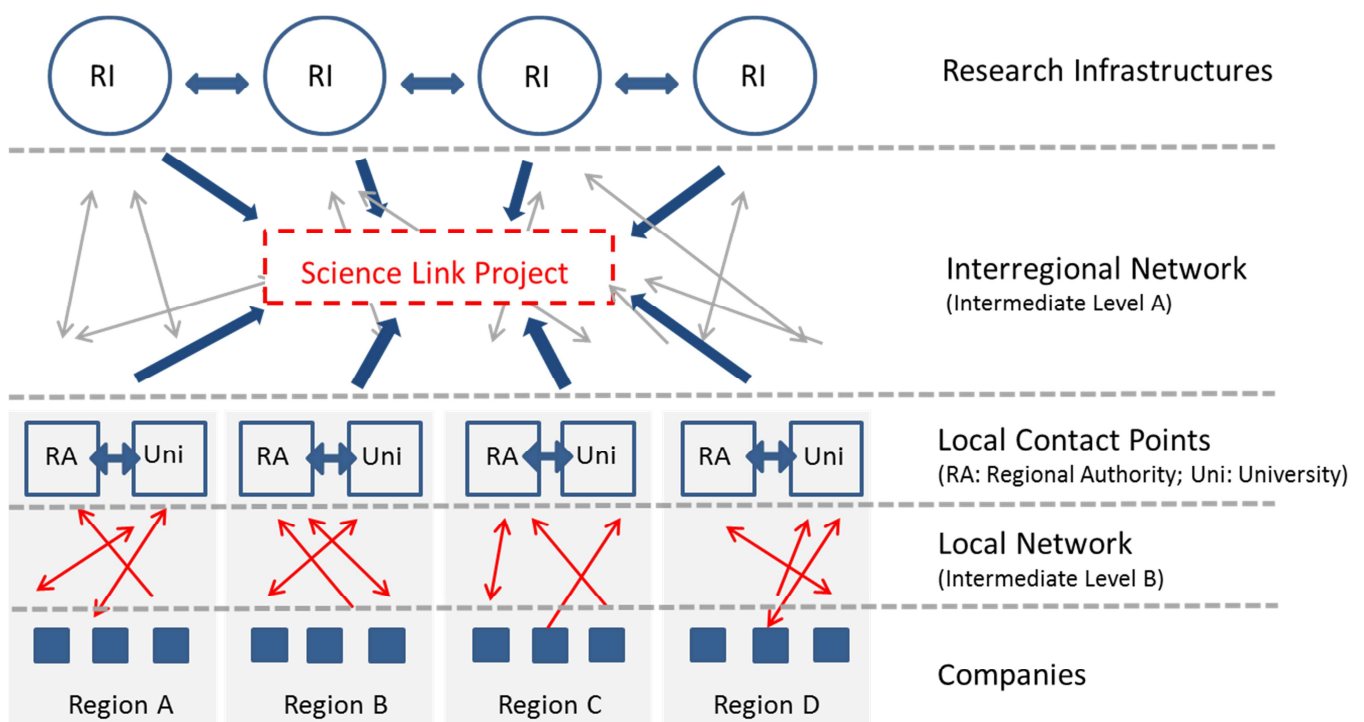 RI RI RI RI
Research Infrastructures
Science Link Project
Interregional Network
(Intermediate Level A)
RA Uni RA Uni RA Uni RA Uni
Local Contact Points
(RA: Regional Authority; Uni: University)
Local Network
(Intermediate Level B)
Companies
Region A Region B Region C Region D